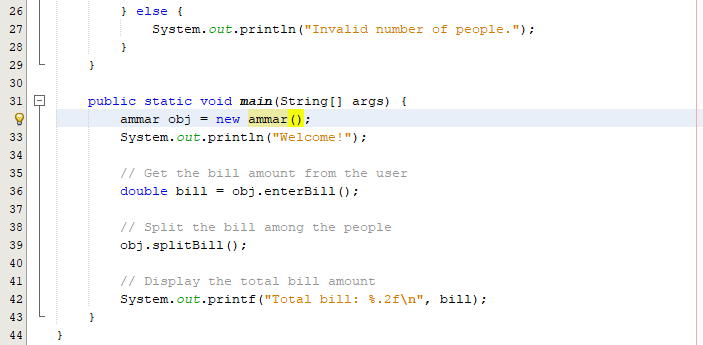 26 } else {
27 System.out.println("Invalid number of people.");
28 }
29 }
30
31 public static void main(String[] args) {
ammar obj = new ammar();
33 System.out.println("Welcome!");
34
35 // Get the bill amount from the user
36 double bill = obj.enterBill();
37
38 // Split the bill among the people
39 obj.splitBill();
40
41 // Display the total bill amount
42 System.out.printf("Total bill: %.2f\n", bill);
43 }
44 }